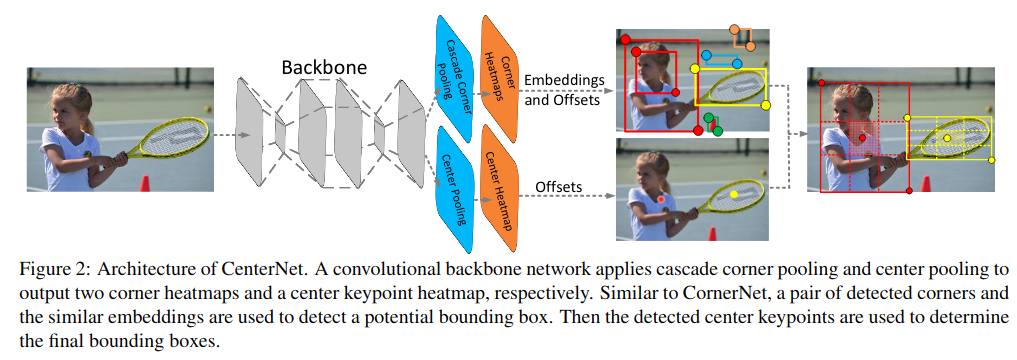 Backbone
Cascade Corner
Pooling
Corner
Heatmaps
Embeddings
and Offsets
Center Pooling
Center Heatmap
Offsets
Figure 2: Architecture of CenterNet. A convolutional backbone network applies cascade corner pooling and center pooling to
output two corner heatmaps and a center keypoint heatmap, respectively. Similar to CornerNet, a pair of detected corners and
the similar embeddings are used to detect a potential bounding box. Then the detected center keypoints are used to determine
the final bounding boxes.